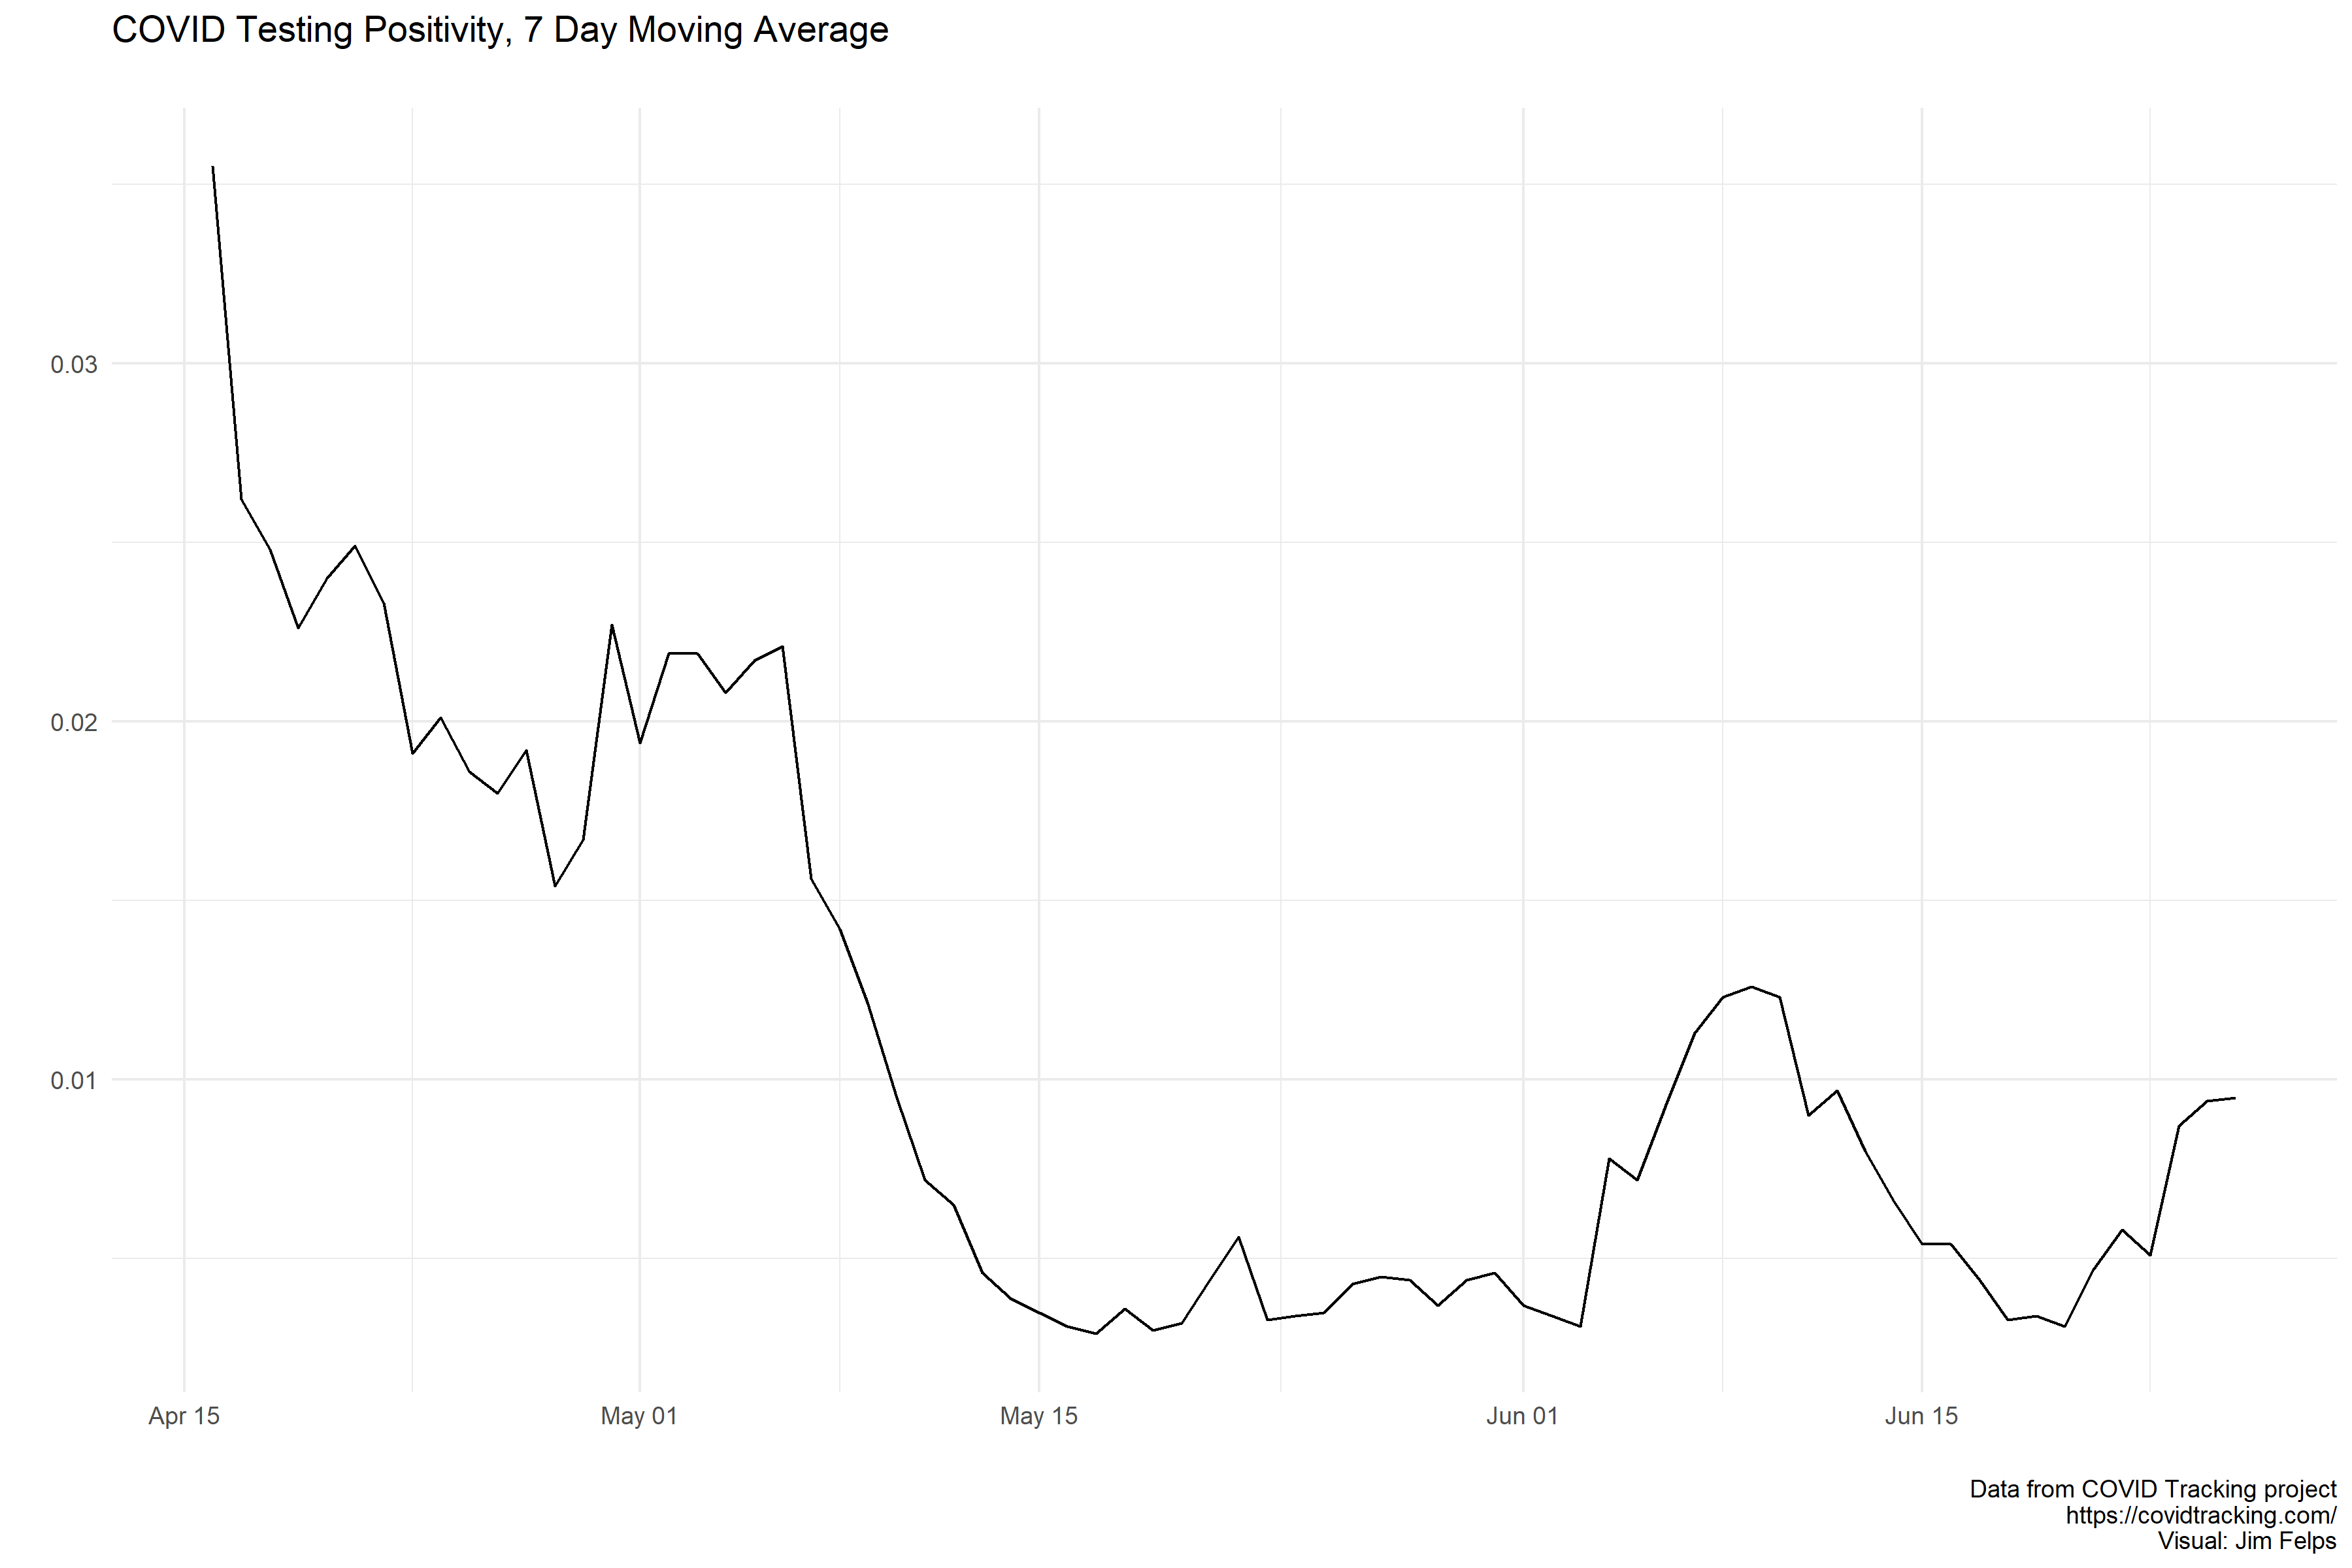 COVID Testing Positivity, 7 Day Moving Average
0.03
0.02
0.01
Apr 15
May 01
May 15
Jun 01
Jun 15
Data from COVID Tracking project
https://covidtracking.com/
Visual: Jim Felps